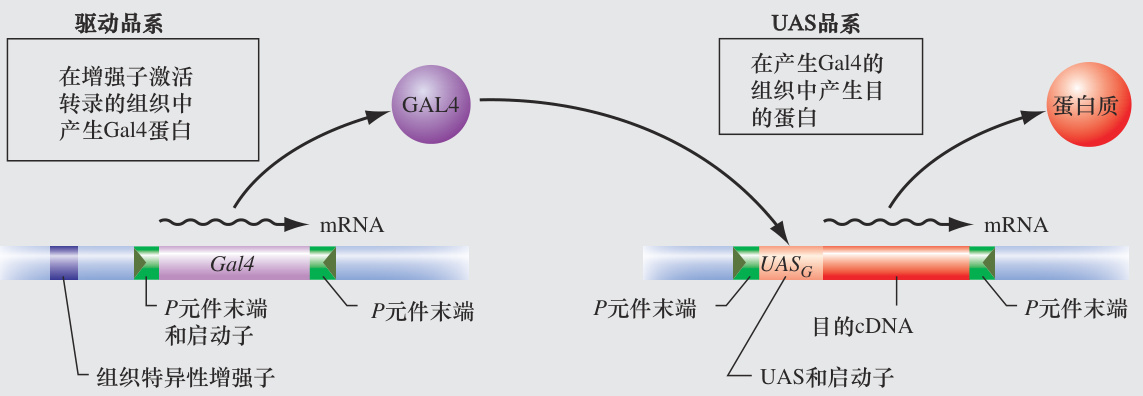 驱动品系
在增强子激活
转录的组织中
产生Gal4蛋白
GAL4
mRNA
Gal4
P元件末端
和启动子
P元件末端
组织特异性增强子
UAS品系
在产生Gal4的
组织中产生目
的蛋白
蛋白质
mRNA
UASG
P元件末端
目的cDNA
P元件末端
UAS和启动子